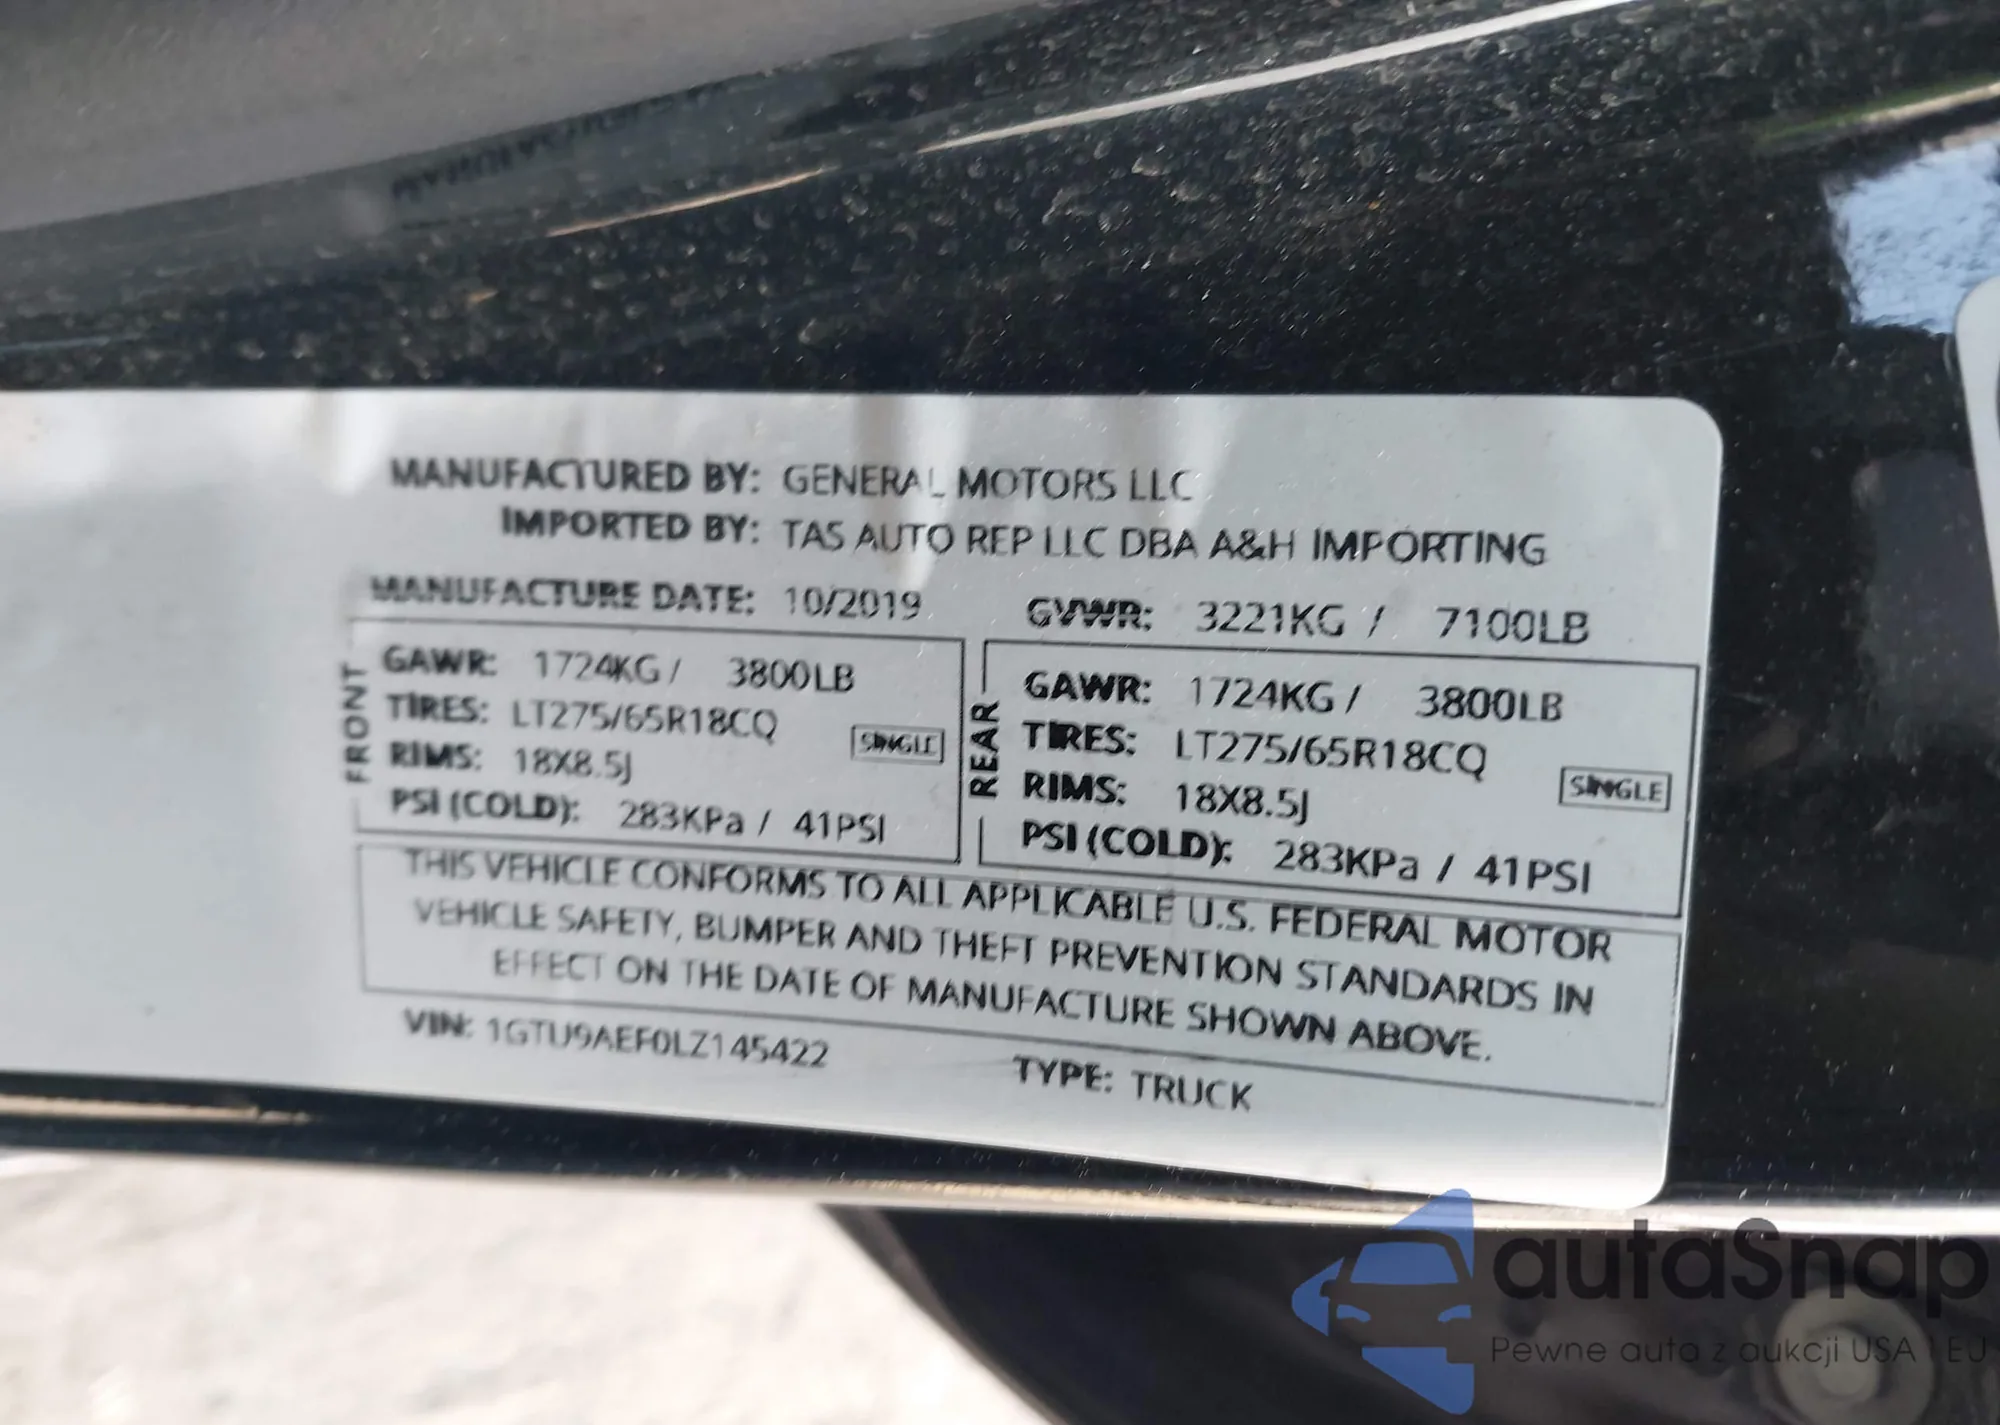 MANUFACTURED BY: GENERAL MOTORS LLC
IMPORTED BY: TAS AUTO REP LLC DBA A&H IMPORTING
MANUFACTURE DATE: 10/2019 GVWR: 3221KG / 7100LB
FRONT
GAWR: 1724KG / 3800LB
TIRES: LT275/65R18CQ
SINGLE
RIMS: 18X8.5J
PSI (COLD): 283KPa / 41PSI
REAR
GAWR: 1724KG / 3800LB
TIRES: LT275/65R18CQ
SINGLE
RIMS: 18X8.5J
PSI (COLD): 283KPa / 41PSI
THIS VEHICLE CONFORMS TO ALL APPLICABLE U.S. FEDERAL MOTOR
VEHICLE SAFETY, BUMPER AND THEFT PREVENTION STANDARDS IN
EFFECT ON THE DATE OF MANUFACTURE SHOWN ABOVE.
VIN: 1GTU9AEF0LZ145422 TYPE: TRUCK
autaSnap
Pewne auta z aukcji USA i EU